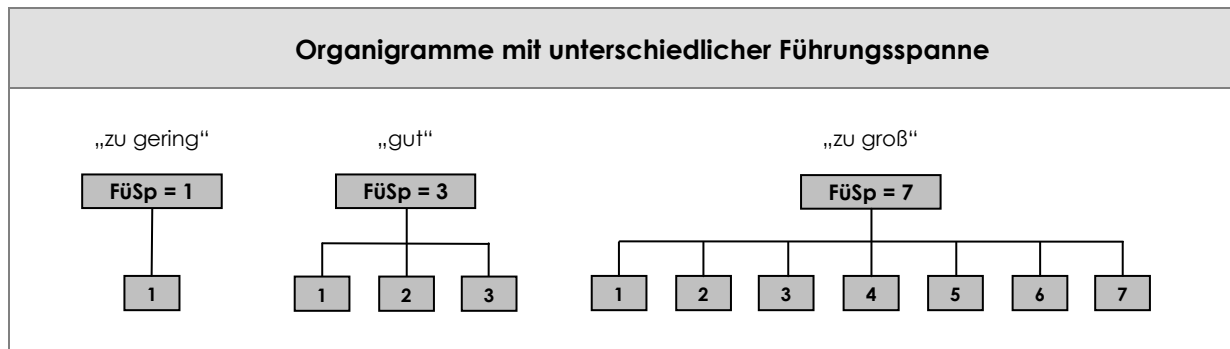 Organigramme mit unterschiedlicher Führungsspanne
„zu gering“ „gut“ „zu groß“
FüSp = 1 FüSp = 3 FüSp = 7
1 1 2 3 1 2 3 4 5 6 7